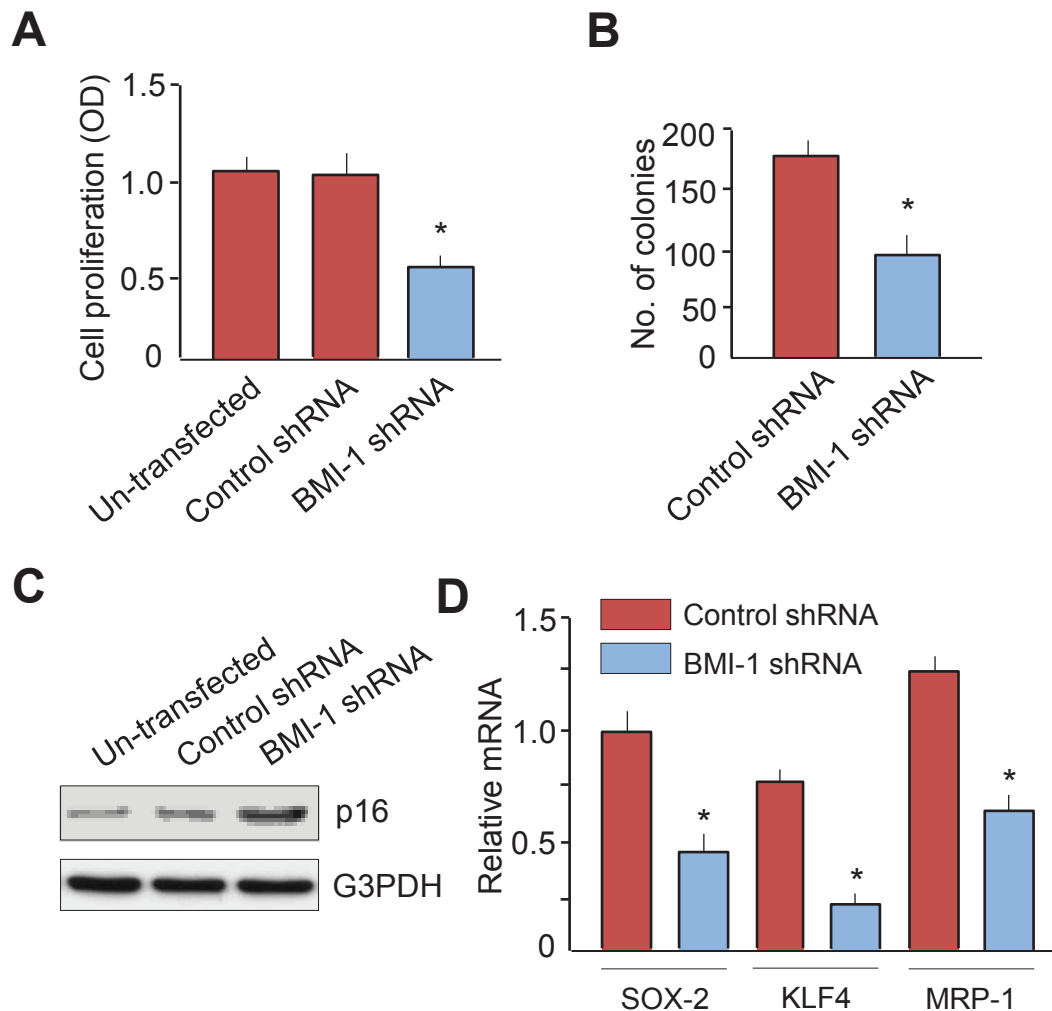 A
Cell proliferation (OD)
1.5
1.0
0.5
0
*
Un-transfected
Control shRNA
BMI-1 shRNA
B
No. of colonies
200
150
100
50
0
*
Control shRNA
BMI-1 shRNA
C
Un-transfected
Control shRNA
BMI-1 shRNA
p16
G3PDH
D
Relative mRNA
1.5
1.0
0.5
0
Control shRNA
BMI-1 shRNA
*
*
*
SOX-2
KLF4
MRP-1